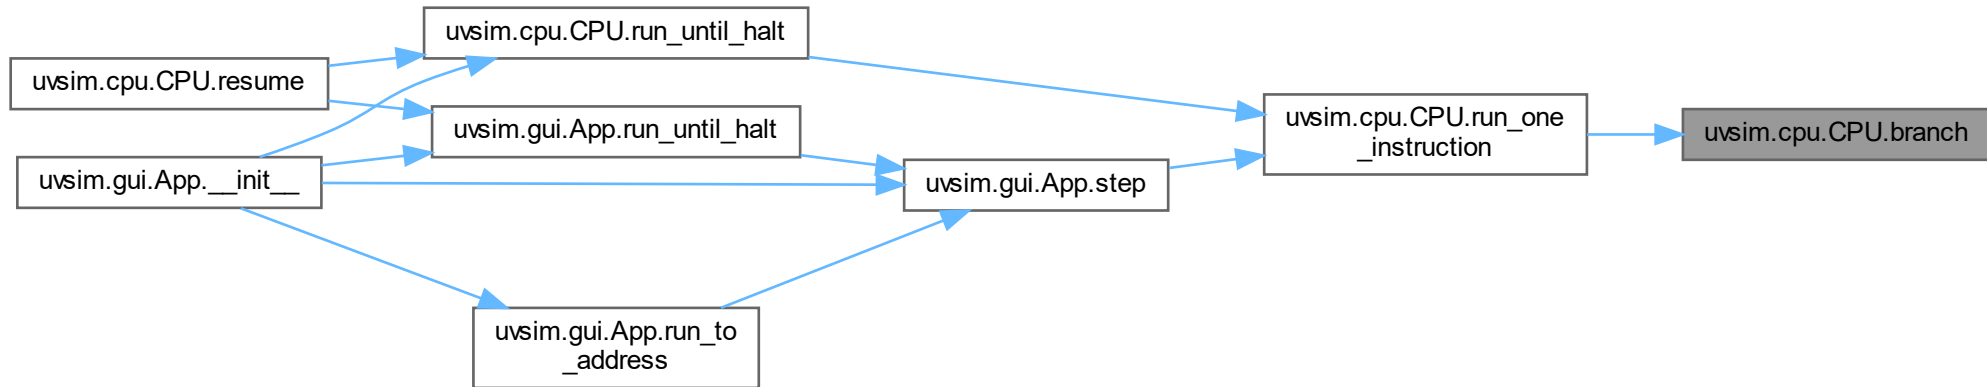 uvsim.cpu.CPU.run_until_halt
uvsim.cpu.CPU.resume
uvsim.gui.App.run_until_halt
uvsim.gui.App.__init__
uvsim.cpu.CPU.run_one
_instruction
uvsim.cpu.CPU.branch
uvsim.gui.App.step
uvsim.gui.App.run_to
_address